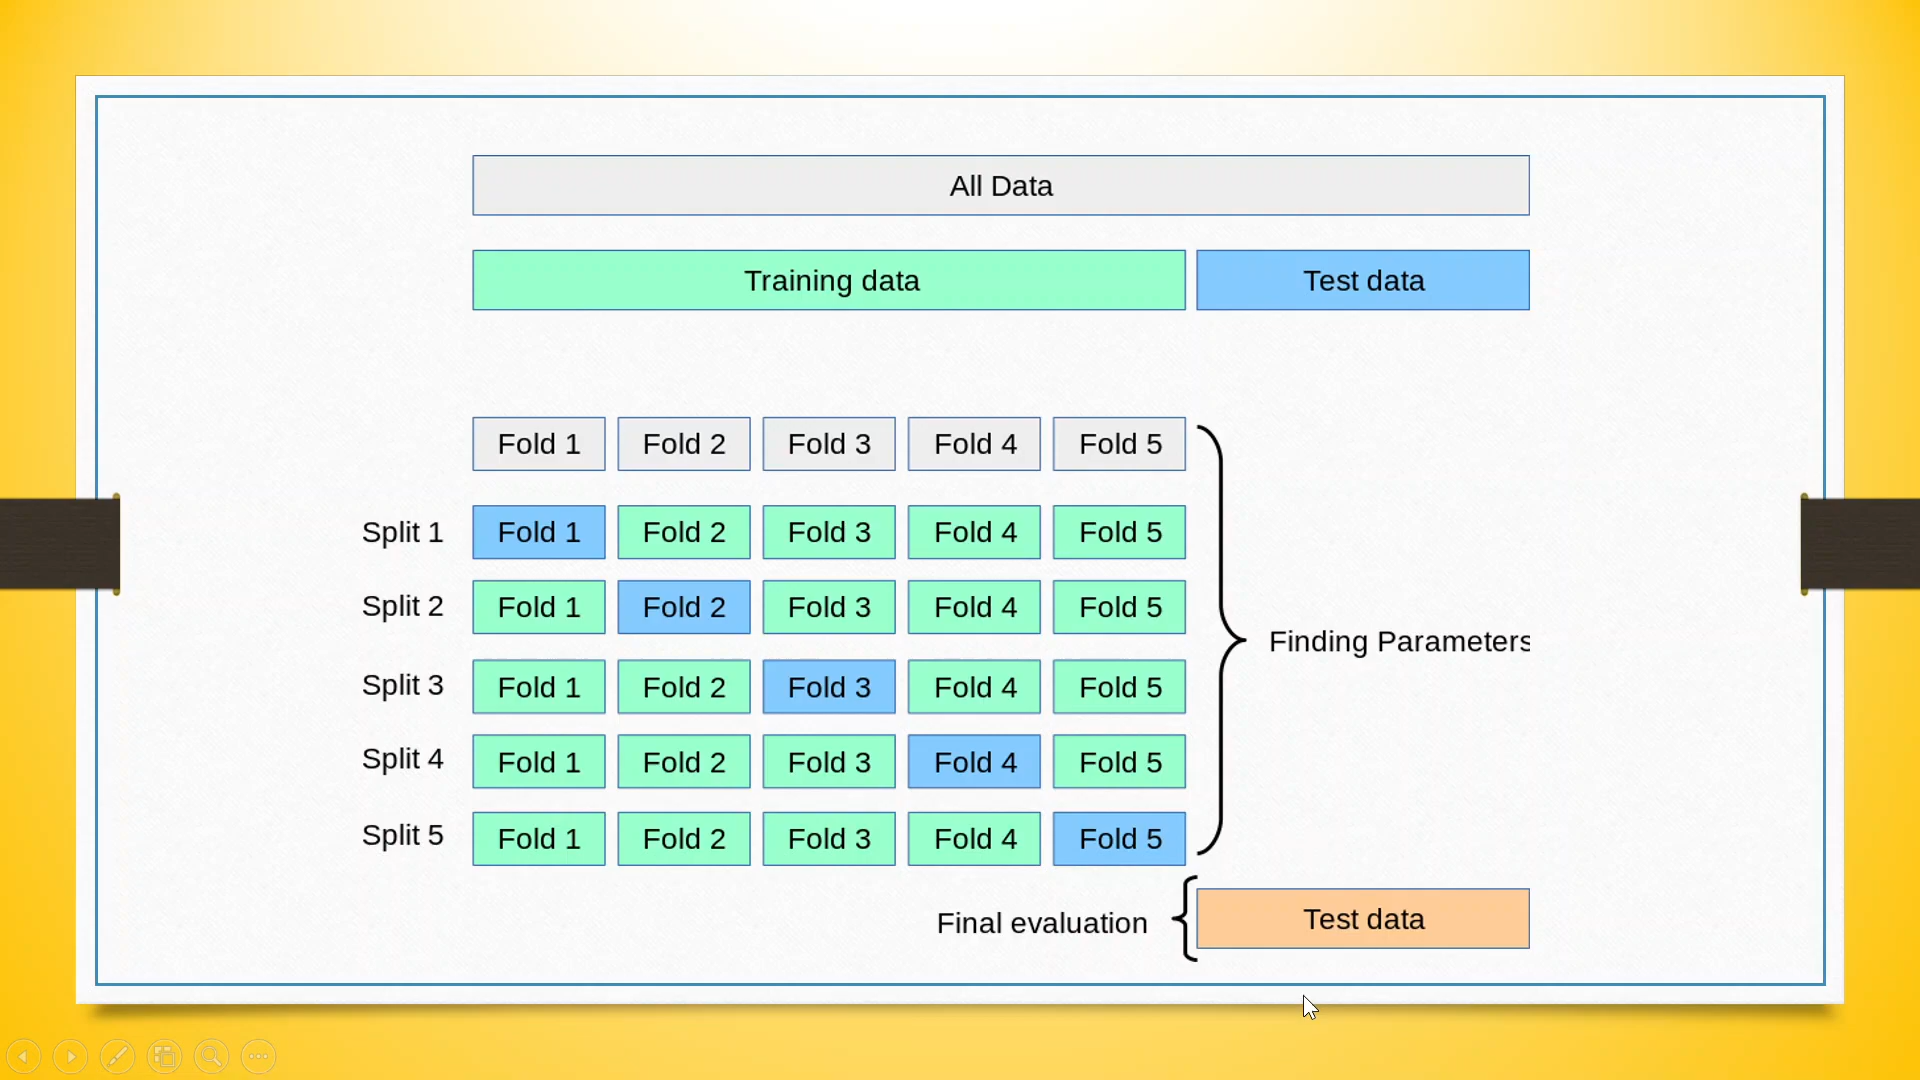 All Data
Training data Test data
Fold 1 Fold 2 Fold 3 Fold 4 Fold 5
Split 1 Fold 1 Fold 2 Fold 3 Fold 4 Fold 5
Split 2 Fold 1 Fold 2 Fold 3 Fold 4 Fold 5
Finding Parameters
Split 3 Fold 1 Fold 2 Fold 3 Fold 4 Fold 5
Split 4 Fold 1 Fold 2 Fold 3 Fold 4 Fold 5
Split 5 Fold 1 Fold 2 Fold 3 Fold 4 Fold 5
Final evaluation Test data